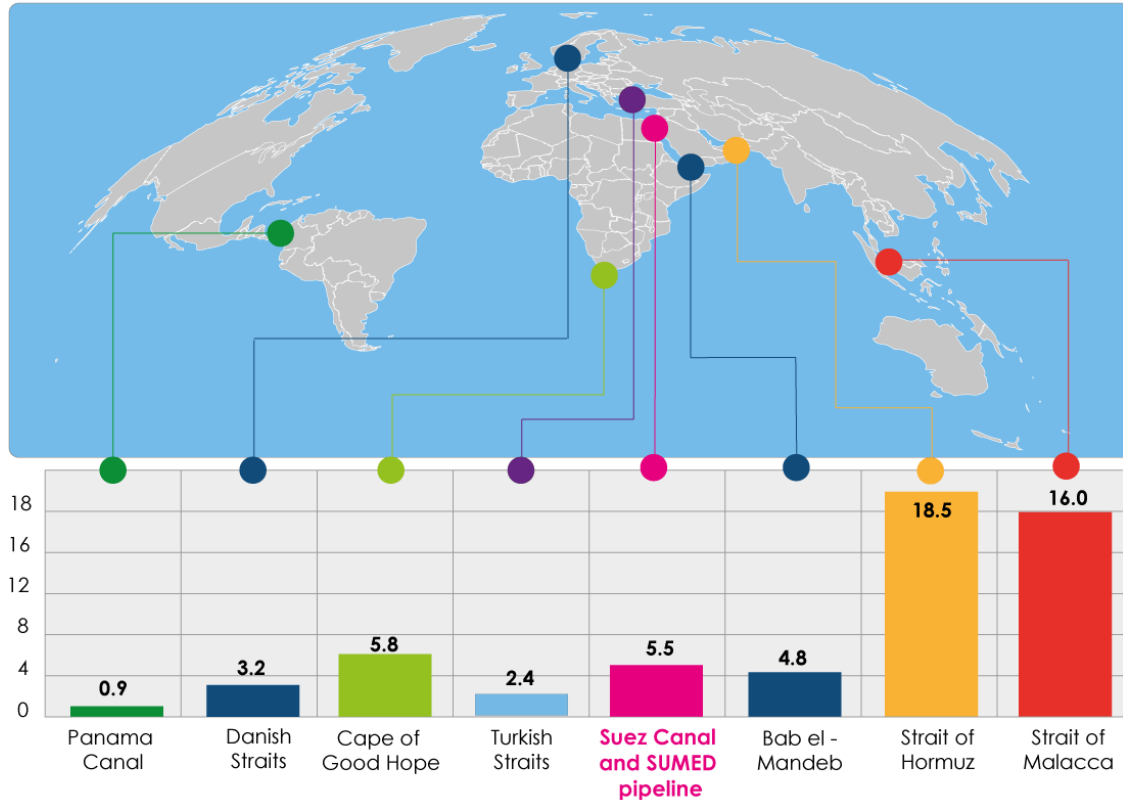 18
16
12
8
4
0
0.9
3.2
5.8
2.4
5.5
4.8
18.5
16.0
Panama
Canal
Danish
Straits
Cape of
Good Hope
Turkish
Straits
Suez Canal
and SUMED
pipeline
Bab el -
Mandeb
Strait of
Hormuz
Strait of
Malacca